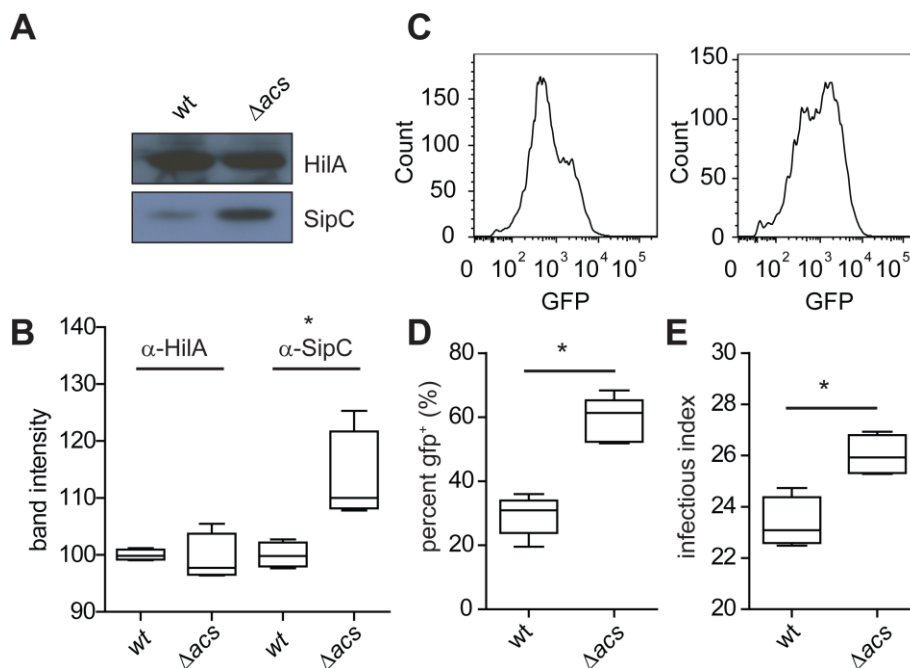 A
wt
Δacs
HilA
SipC
C
Count
150
100
50
0
0 10² 10³ 10⁴ 10⁵
GFP
Count
150
100
50
0
0 10² 10³ 10⁴ 10⁵
GFP
B
band intensity
140
130
120
110
100
90
α-HilA
*
α-SipC
wt
Δacs
wt
Δacs
D
percent gfp⁺ (%)
80
60
40
20
0
*
wt
Δacs
E
infectious index
30
28
26
24
22
20
*
wt
Δacs